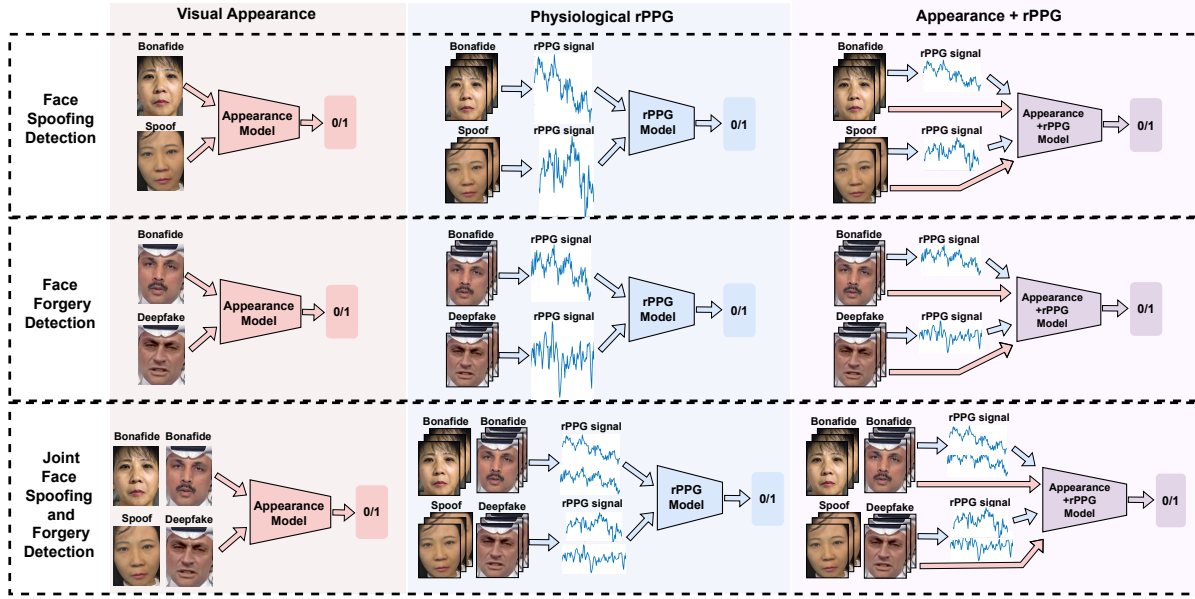 Visual Appearance
Physiological rPPG
Appearance + rPPG
Face
Spoofing
Detection
Bonafide
Spoof
Appearance
Model
0/1
Bonafide
rPPG signal
Spoof
rPPG signal
rPPG
Model
0/1
Bonafide
rPPG signal
Spoof
rPPG signal
Appearance
+rPPG
Model
0/1
Face
Forgery
Detection
Bonafide
Deepfake
Appearance
Model
0/1
Bonafide
rPPG signal
Deepfake
rPPG signal
rPPG
Model
0/1
Bonafide
rPPG signal
Deepfake
rPPG signal
Appearance
+rPPG
Model
0/1
Joint
Face
Spoofing
and
Forgery
Detection
Bonafide Bonafide
Spoof Deepfake
Appearance
Model
0/1
Bonafide Bonafide
rPPG signal
Spoof Deepfake
rPPG signal
rPPG
Model
0/1
Bonafide Bonafide
rPPG signal
Spoof Deepfake
rPPG signal
Appearance
+rPPG
Model
0/1